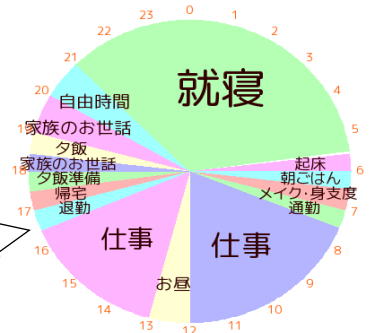 0
1
2
3
4
5
6
7
8
9
10
11
12
13
14
15
16
17
18
19
20
21
22
23
就寝
起床
朝ごはん
メイク・身支度
通勤
仕事
お昼
仕事
退勤
帰宅
夕飯準備
家族のお世話
夕飯
家族のお世話
自由時間